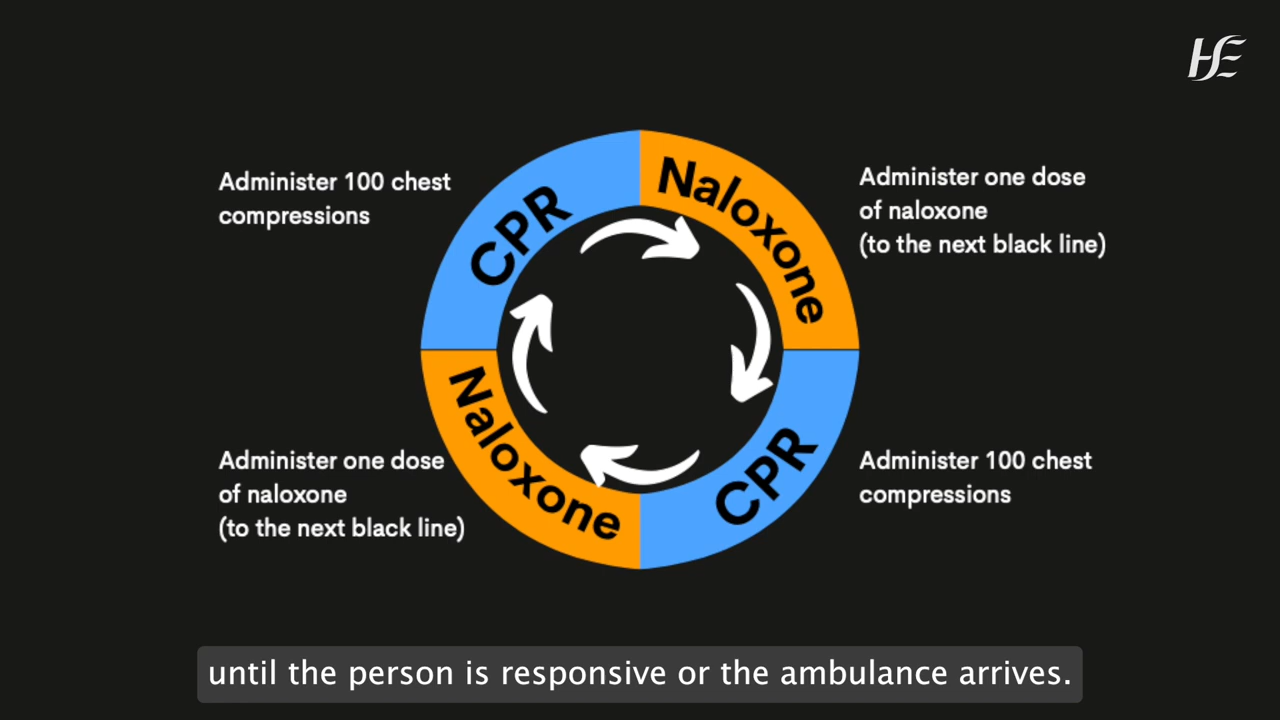 HSE
Administer 100 chest
compressions
CPR
Naloxone
Administer one dose
of naloxone
(to the next black line)
Administer one dose
of naloxone
(to the next black line)
Naloxone
CPR
Administer 100 chest
compressions
until the person is responsive or the ambulance arrives.